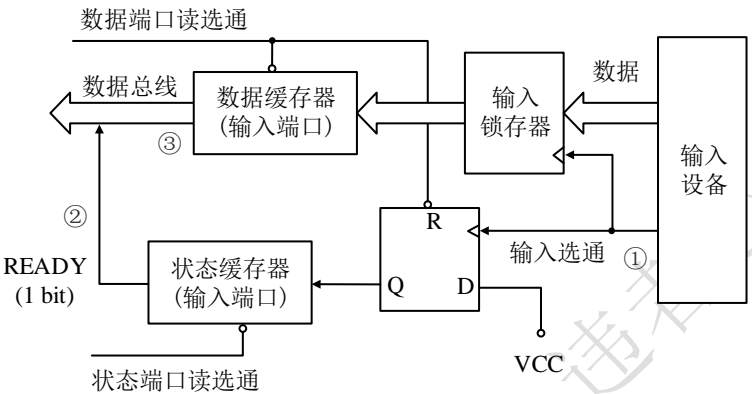 数据端口读选通
数据总线
数据缓存器
(输入端口)
输入
锁存器
数据
输入
设备
③
②
①
READY
(1 bit)
状态缓存器
(输入端口)
R
Q
D
输入选通
VCC
状态端口读选通
违者